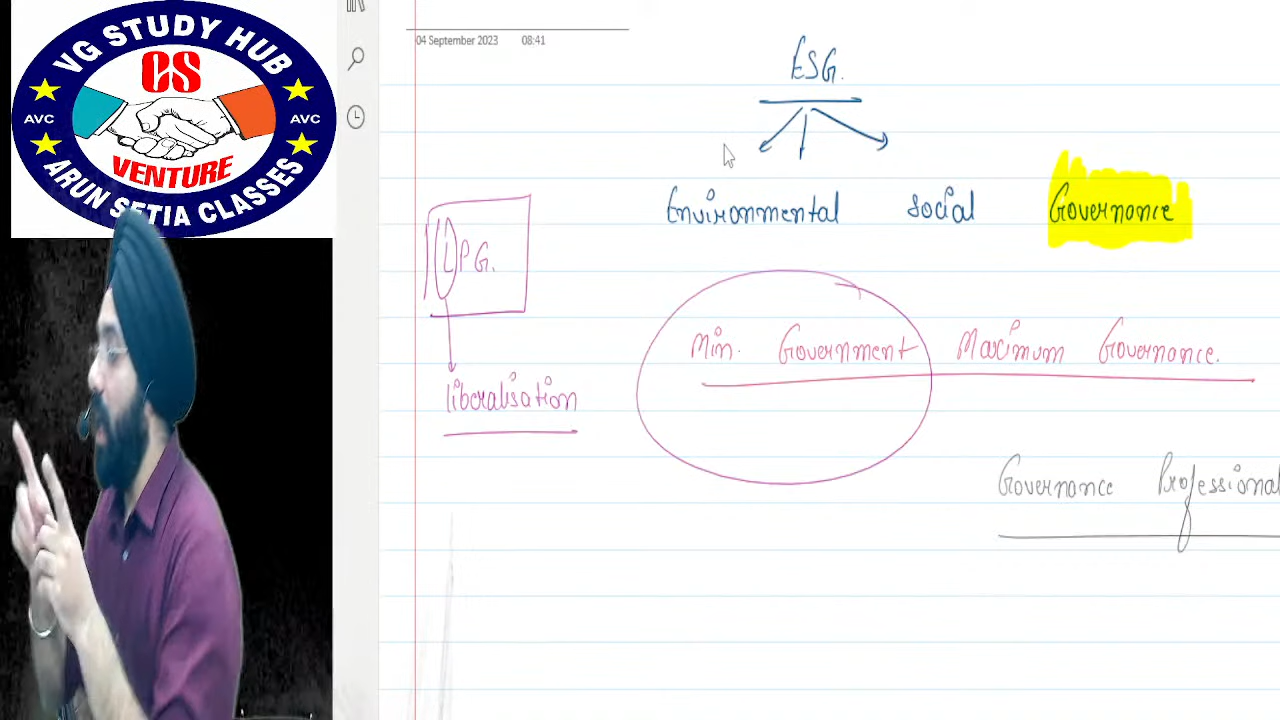 VG STUDY HUB
CS
AVC
AVC
VENTURE
ARUN SETIA CLASSES
04 September 2023 08:41
ESG.
Environmental Social Governance
LPG.
Min. Government Maximum Governance.
liberalisation
Governance Professional